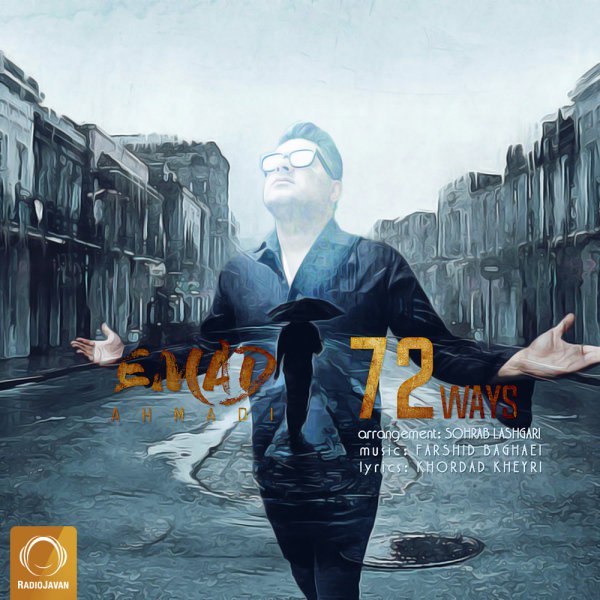 EMAD
AHMADI
72 WAYS
arrangement: SOHRAB LASHGARI
music: FARSHID BAGHAEI
lyrics: KHORDAD KHEYRI
RADIOJAVAN